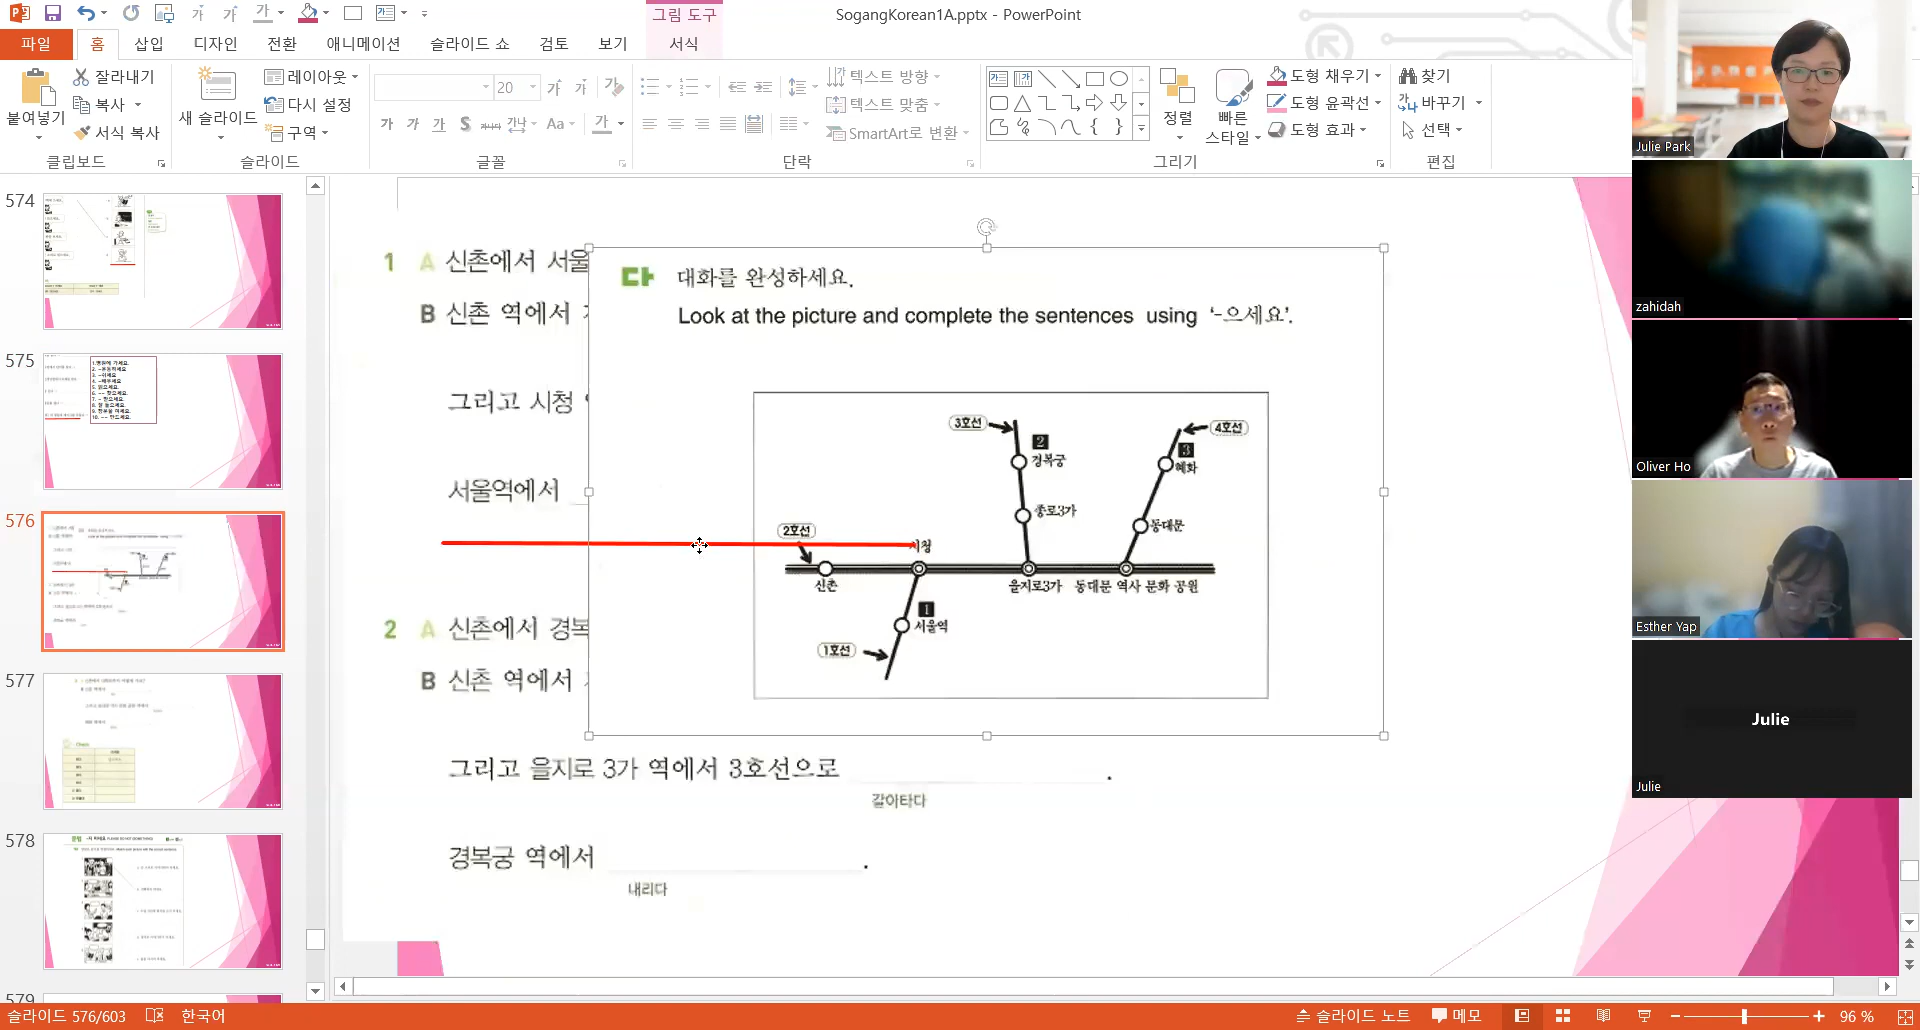 그림 도구
SogangKorean1A.pptx - PowerPoint
파일
홈
삽입
디자인
전환
애니메이션
슬라이드 쇼
검토
보기
서식
붙여넣기
잘라내기
복사
서식 복사
클립보드
새 슬라이드
레이아웃
다시 설정
구역
슬라이드
20
글꼴
텍스트 방향
텍스트 맞춤
SmartArt로 변환
단락
정렬
빠른 스타일
도형 채우기
도형 윤곽선
도형 효과
그리기
찾기
바꾸기
선택
편집
574
575
576
577
578
579
1 A 신촌에서 서울
B 신촌 역에서
그리고 시청
서울역에서
다 대화를 완성하세요.
Look at the picture and complete the sentences using ‘-으세요’.
3호선
2
경복궁
종로3가
4호선
3
혜화
동대문
2호선
시청
신촌
을지로3가
동대문 역사 문화 공원
1
서울역
1호선
2 A 신촌에서 경복
B 신촌 역에서
그리고 을지로 3가 역에서 3호선으로 .
갈아타다
경복궁 역에서 .
내리다
Julie Park
zahidah
Oliver Ho
Esther Yap
Julie
Julie
슬라이드 576/603
한국어
슬라이드 노트
메모
96 %